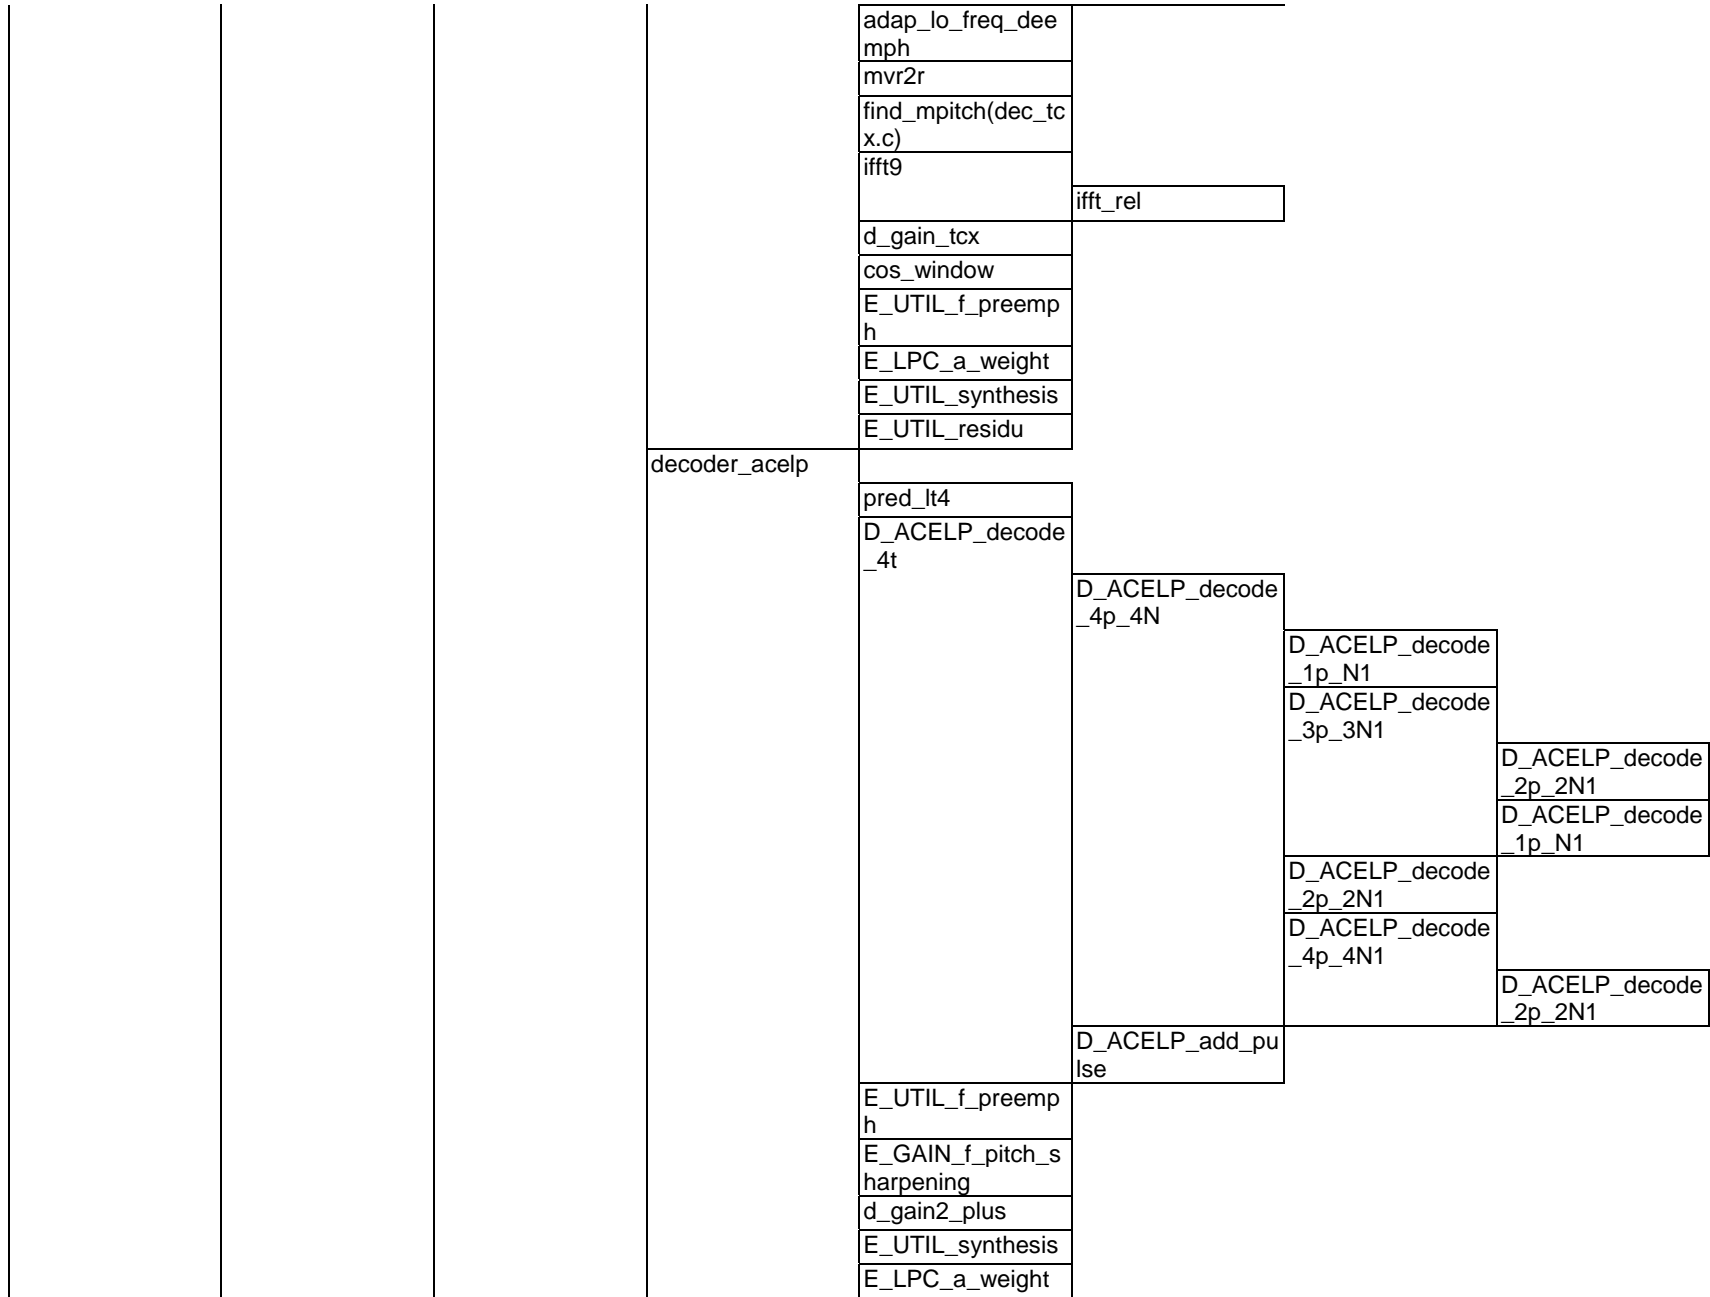 adap_lo_freq_dee
mph
mvr2r
find_mpitch(dec_tc
x.c)
ifft9
ifft_rel
d_gain_tcx
cos_window
E_UTIL_f_preemp
h
E_LPC_a_weight
E_UTIL_synthesis
E_UTIL_residu
decoder_acelp
pred_lt4
D_ACELP_decode
_4t
D_ACELP_decode
_4p_4N
D_ACELP_decode
_1p_N1
D_ACELP_decode
_3p_3N1
D_ACELP_decode
_2p_2N1
D_ACELP_decode
_1p_N1
D_ACELP_decode
_2p_2N1
D_ACELP_decode
_4p_4N1
D_ACELP_decode
_2p_2N1
D_ACELP_add_pu
lse
E_UTIL_f_preemp
h
E_GAIN_f_pitch_s
harpening
d_gain2_plus
E_UTIL_synthesis
E_LPC_a_weight